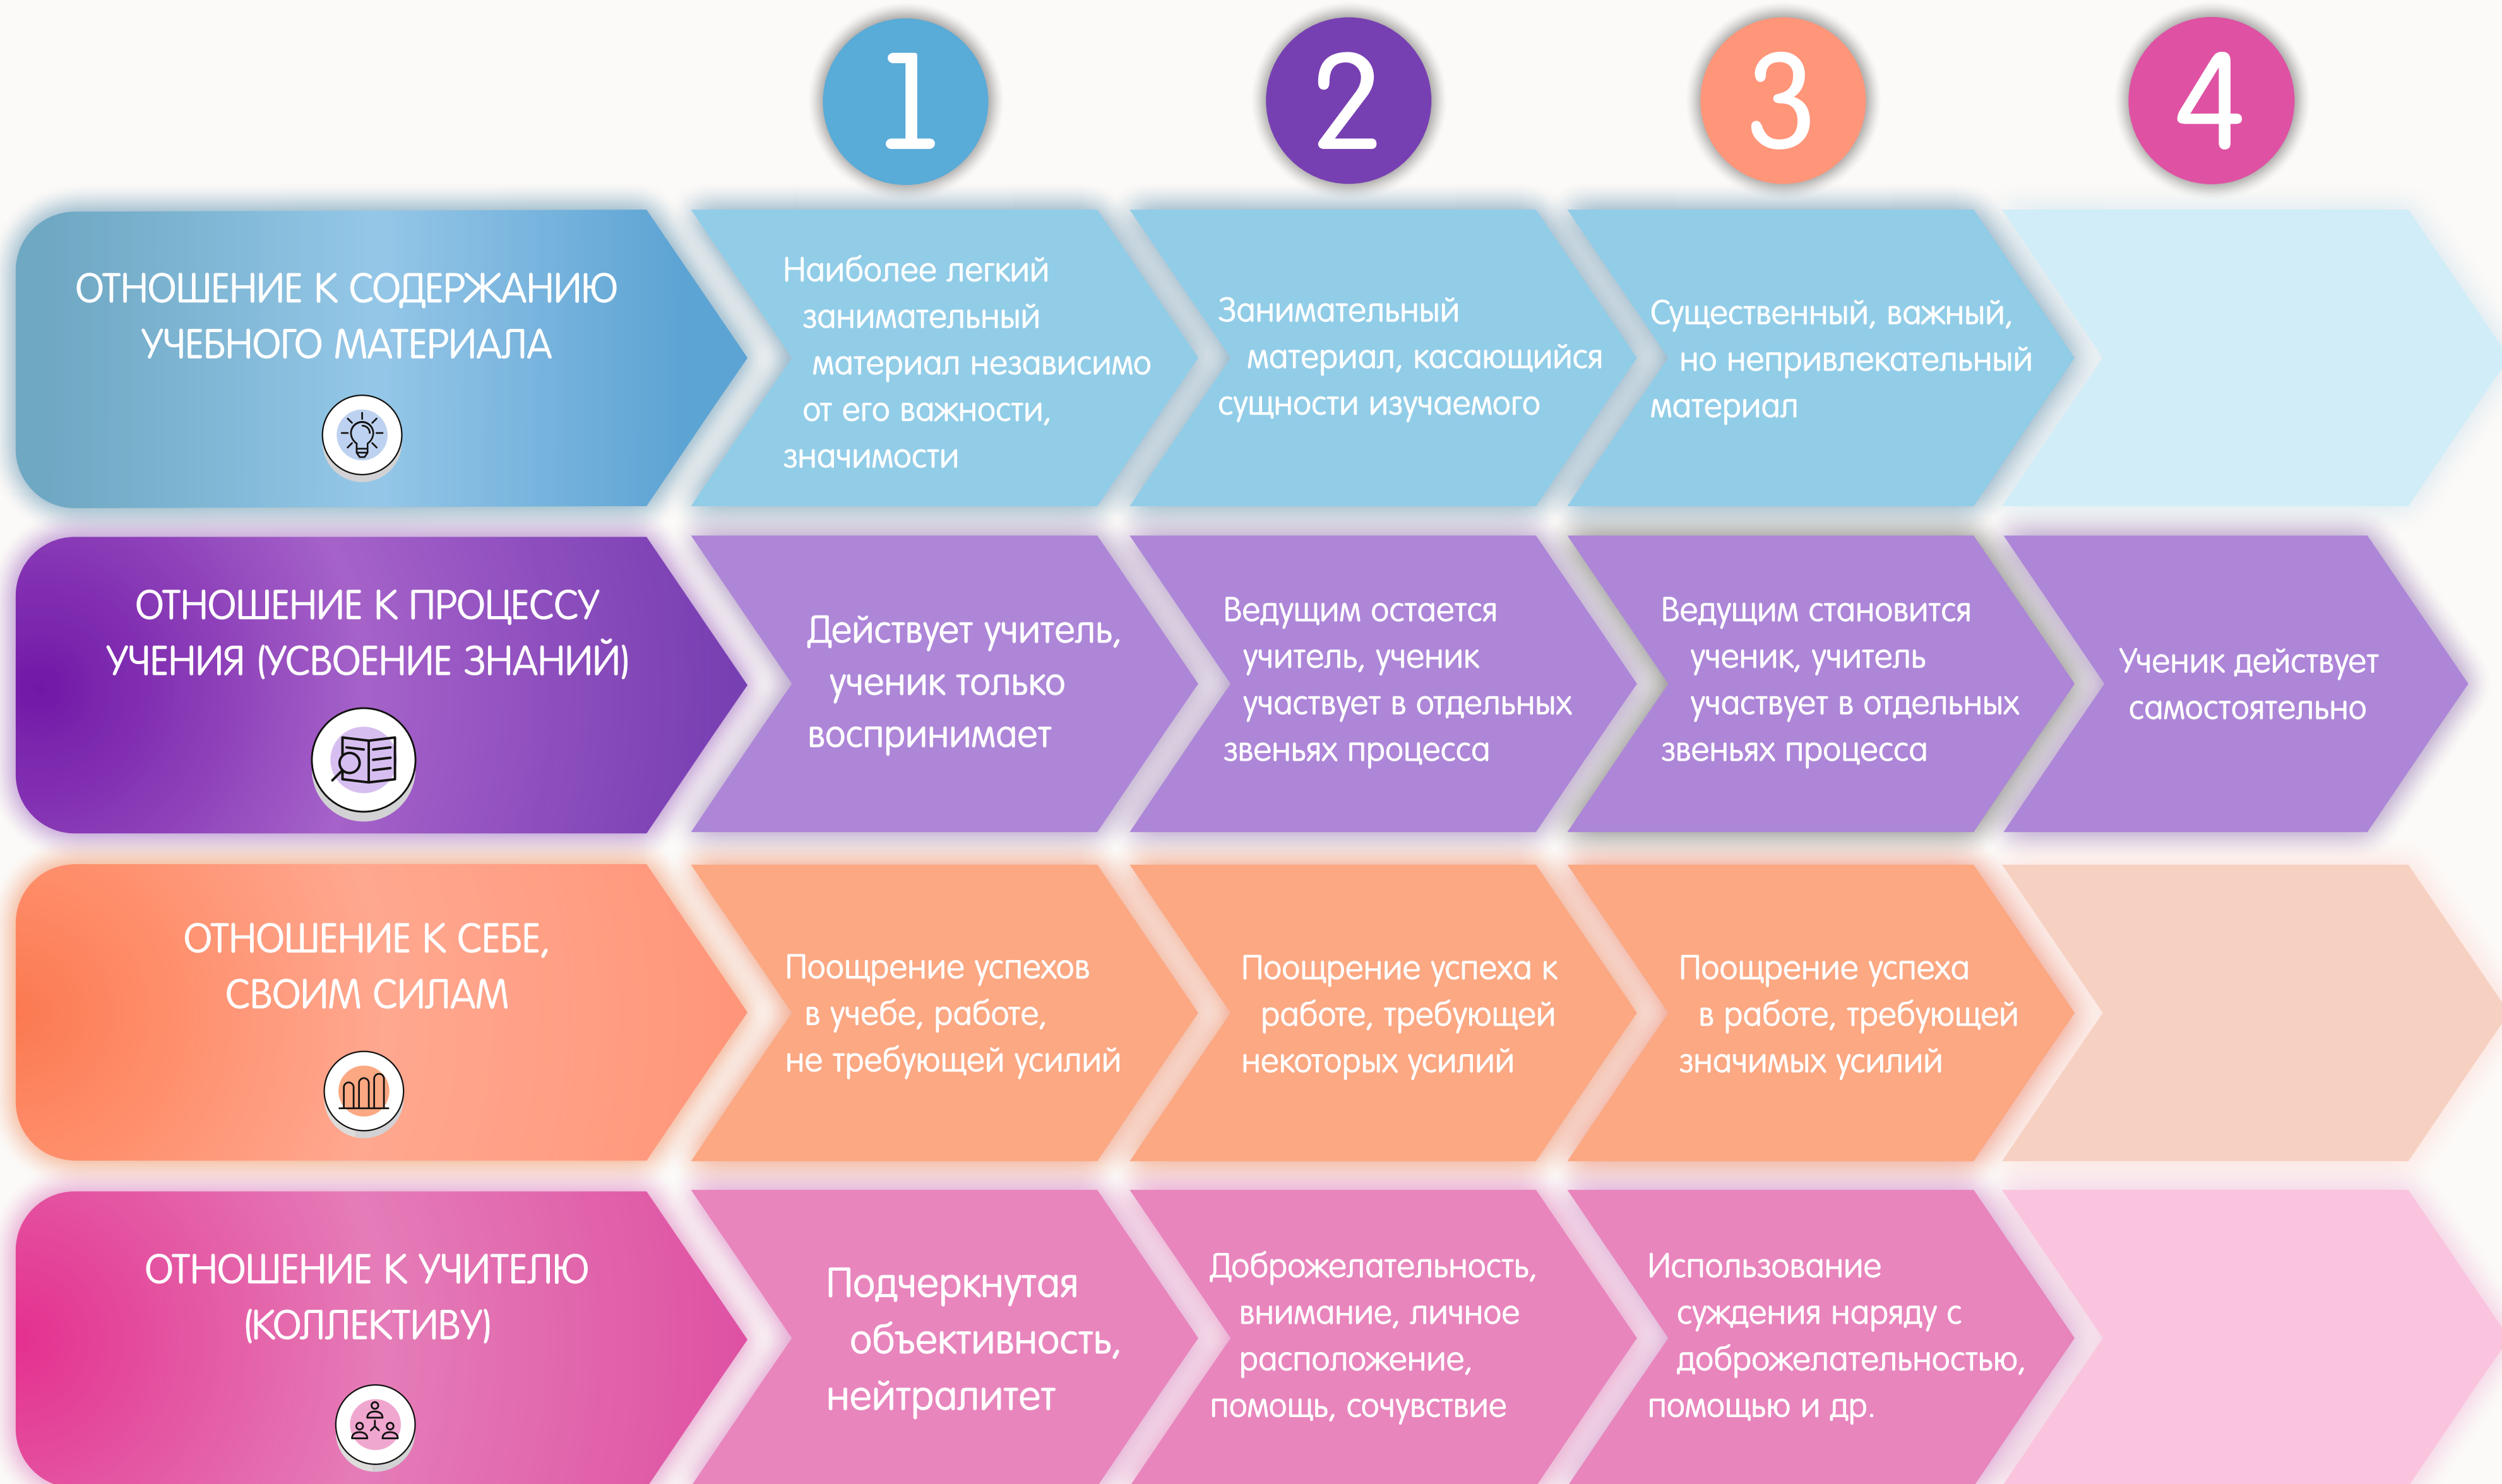 1
2
3
4
ОТНОШЕНИЕ К СОДЕРЖАНИЮ
УЧЕБНОГО МАТЕРИАЛА
Наиболее легкий
занимательный
материал независимо
от его важности,
значимости
Занимательный
материал, касающийся
сущности изучаемого
Существенный, важный,
но непривлекательный
материал
ОТНОШЕНИЕ К ПРОЦЕССУ
УЧЕНИЯ (УСВОЕНИЕ ЗНАНИЙ)
Действует учитель,
ученик только
воспринимает
Ведущим остается
учитель, ученик
участвует в отдельных
звеньях процесса
Ведущим становится
ученик, учитель
участвует в отдельных
звеньях процесса
Ученик действует
самостоятельно
ОТНОШЕНИЕ К СЕБЕ,
СВОИМ СИЛАМ
Поощрение успехов
в учебе, работе,
не требующей усилий
Поощрение успеха к
работе, требующей
некоторых усилий
Поощрение успеха
в работе, требующей
значимых усилий
ОТНОШЕНИЕ К УЧИТЕЛЮ
(КОЛЛЕКТИВУ)
Подчеркнутая
объективность,
нейтралитет
Доброжелательность,
внимание, личное
расположение,
помощь, сочувствие
Использование
суждения наряду с
доброжелательностью,
помощью и др.